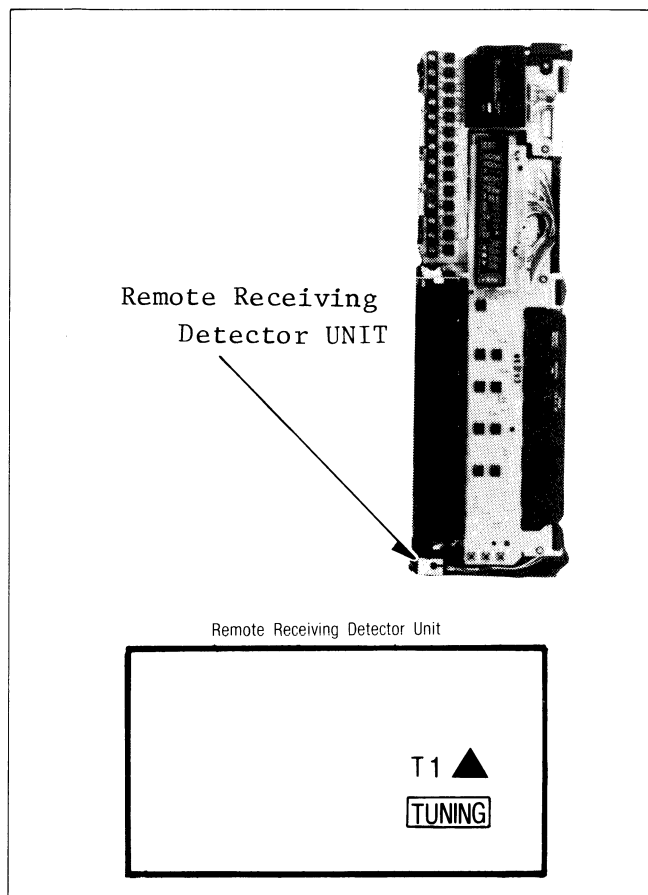 Remote Receiving
Detector UNIT
Remote Receiving Detector Unit
T1
TUNING